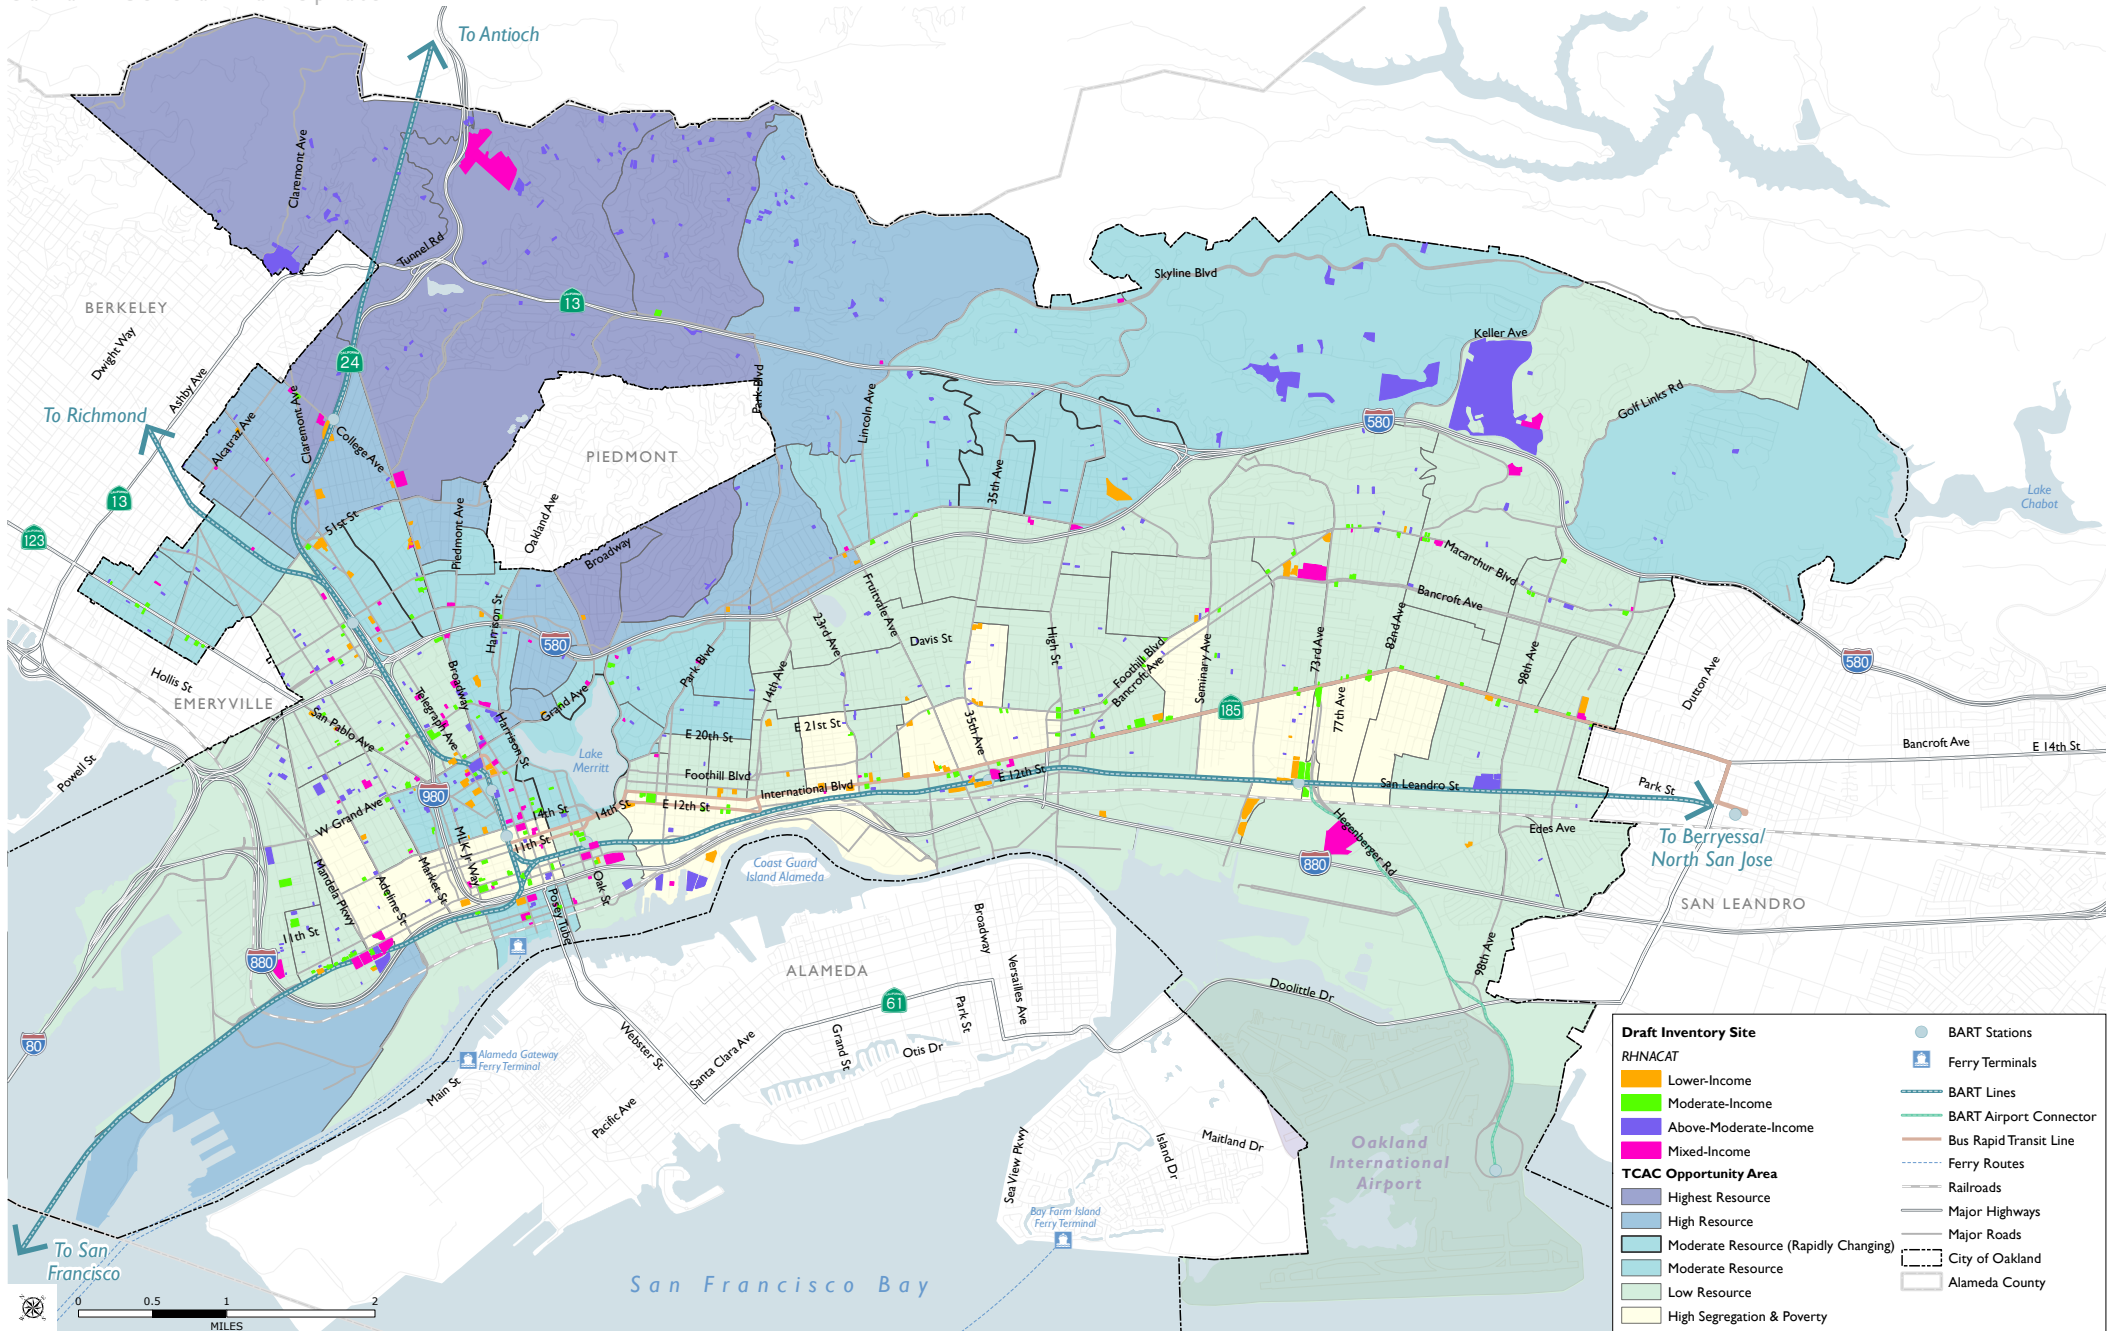 To Antioch
Claremont Ave
Tunnel Rd
13
Skyline Blvd
BERKELEY
Dwight Way
Ashby Ave
24
Keller Ave
Golf Links Rd
To Richmond
Alcatraz Ave
Claremont Ave
College Ave
Park Blvd
Lincoln Ave
580
PIEDMONT
Oakland Ave
Piedmont Ave
35th Ave
13
123
51st St
Broadway
Lake
Chabot
Macarthur Blvd
Bancroft Ave
Hollis St
EMERYVILLE
Harrison St
580
Broadway
Telegraph Ave
Harrison St
Grand Ave
Park Blvd
14th Ave
23rd Ave
Fruitvale Ave
Davis St
High St
Foothill Blvd
Bancroft Ave
Seminary Ave
73rd Ave
82nd Ave
98th Ave
Dutton Ave
580
San Pablo Ave
Powell St
Lake
Merritt
E 20th St
E 21st St
35th Ave
185
77th Ave
Bancroft Ave
E 14th St
Foothill Blvd
International Blvd
E 12th St
E 12th St
San Leandro St
Park St
980
W Grand Ave
14th St
14th St
11th St
MLK Jr Way
Market St
Adeline St
Mandela Pkwy
11th St
Oak St
Posey Tube
Coast Guard
Island Alameda
Hegenberger Rd
880
Edes Ave
To Berryessa/
North San Jose
SAN LEANDRO
880
80
ALAMEDA
Broadway
Versailles Ave
61
Park St
Grand St
Otis Dr
Doolittle Dr
98th Ave
Alameda Gateway
Ferry Terminal
Main St
Webster St
Santa Clara Ave
Pacific Ave
Sea View Pkwy
Island Dr
Maitland Dr
Bay Farm Island
Ferry Terminal
Oakland
International
Airport
To San
Francisco
San Francisco Bay
0 0.5 1 2
MILES
Draft Inventory Site
RHNACAT
Lower-Income
Moderate-Income
Above-Moderate-Income
Mixed-Income
TCAC Opportunity Area
Highest Resource
High Resource
Moderate Resource (Rapidly Changing)
Moderate Resource
Low Resource
High Segregation & Poverty
BART Stations
Ferry Terminals
BART Lines
BART Airport Connector
Bus Rapid Transit Line
Ferry Routes
Railroads
Major Highways
Major Roads
City of Oakland
Alameda County